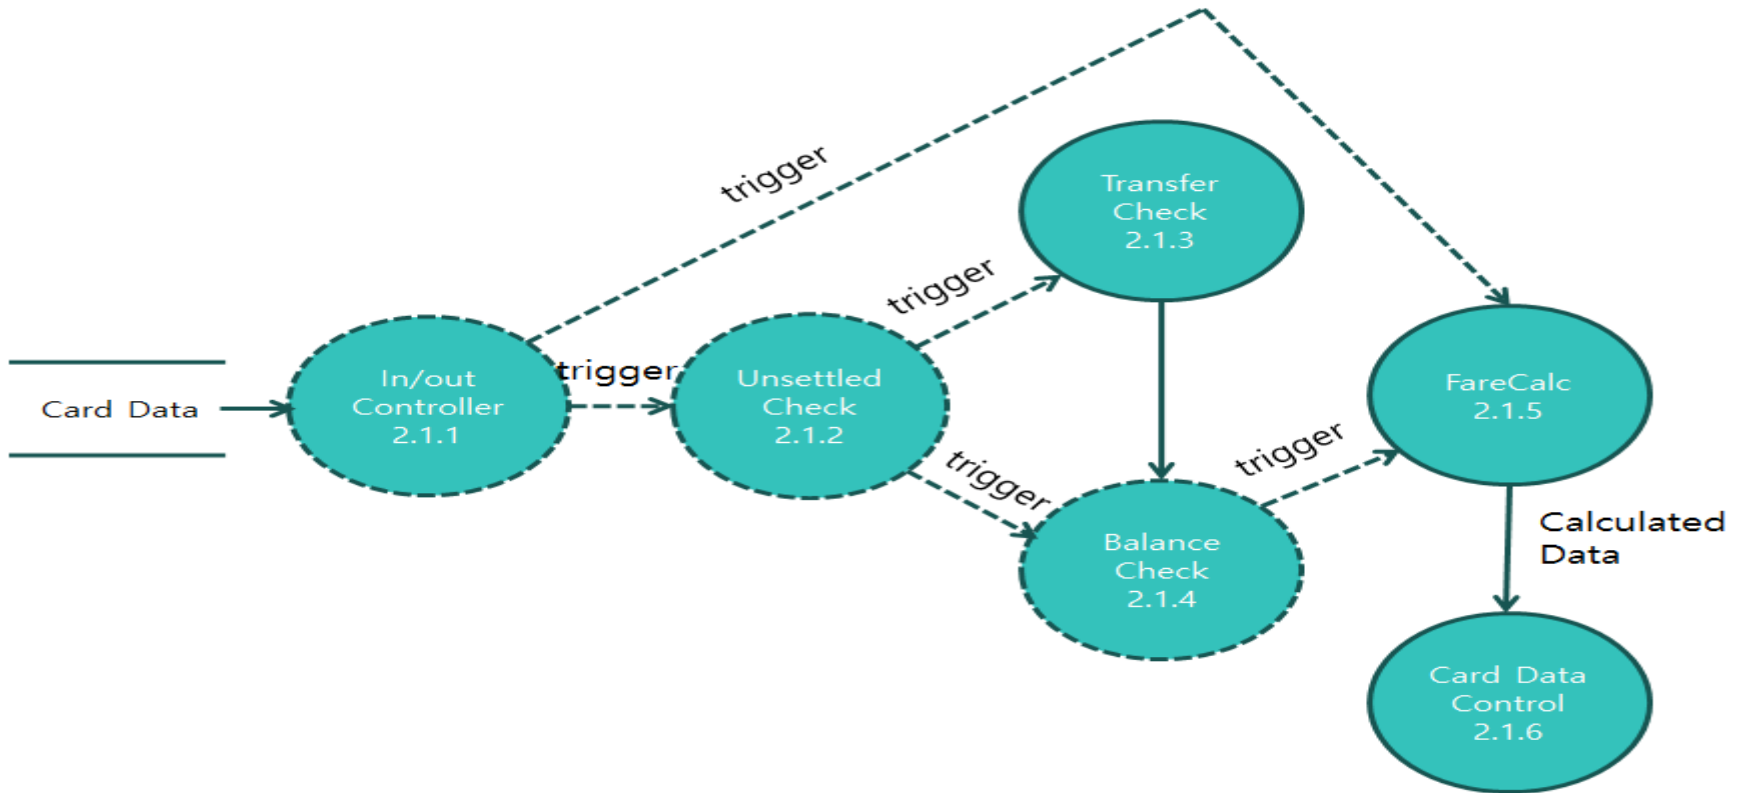 trigger
Transfer
Check
2.1.3
trigger
Card Data
In/out
Controller
2.1.1
trigger
Unsettled
Check
2.1.2
trigger
Balance
Check
2.1.4
trigger
FareCalc
2.1.5
Calculated
Data
Card Data
Control
2.1.6